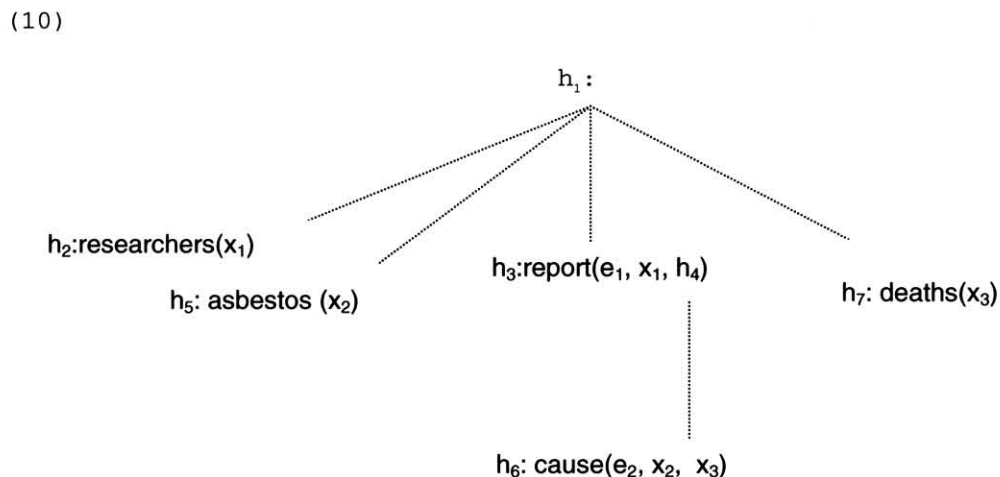 (10)
h₁:
h₂:researchers(x₁)
h₅: asbestos (x₂)
h₃:report(e₁, x₁, h₄)
h₇: deaths(x₃)
h₆: cause(e₂, x₂, x₃)